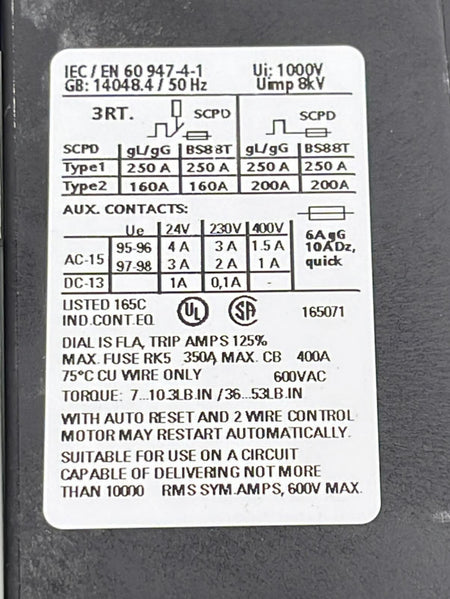 IEC / EN 60 947-4-1 Ui: 1000V
GB: 14048.4 / 50 Hz Uimp 8kV
3RT. SCPD SCPD
SCPD gL/gG BS88T gL/gG BS88T
Type1 250 A 250 A 250 A 250 A
Type2 160A 160A 200A 200A
AUX. CONTACTS:
Ue 24V 230V 400V 6A gG
AC-15 95-96 4 A 3 A 1.5 A 10A Dz,
97-98 3 A 2 A 1 A quick
DC-13 1A 0,1A -
LISTED 165C UL SA 165071
IND.CONT.EQ.
DIAL IS FLA, TRIP AMPS 125%
MAX. FUSE RK5 350A, MAX. CB 400A
75°C CU WIRE ONLY 600VAC
TORQUE: 7...10.3LB.IN /36...53LB.IN
WITH AUTO RESET AND 2 WIRE CONTROL
MOTOR MAY RESTART AUTOMATICALLY.
SUITABLE FOR USE ON A CIRCUIT
CAPABLE OF DELIVERING NOT MORE
THAN 10000 RMS SYM.AMPS, 600V MAX.